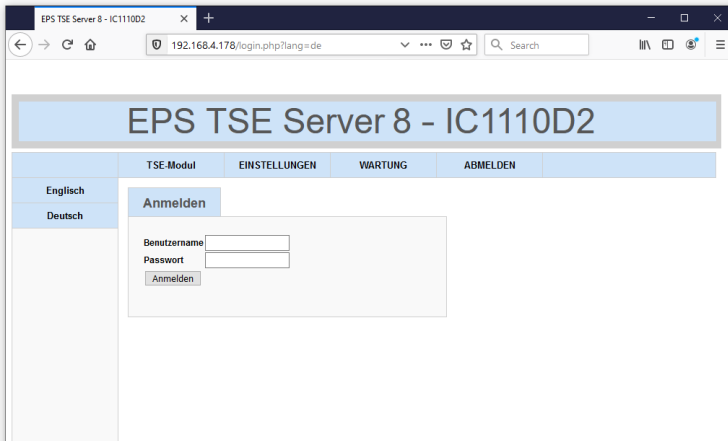 EPS TSE Server 8 - IC1110D2
192.168.4.178/login.php?lang=de
Search
EPS TSE Server 8 - IC1110D2
TSE-Modul EINSTELLUNGEN WARTUNG ABMELDEN
Englisch
Deutsch
Anmelden
Benutzername
Passwort
Anmelden